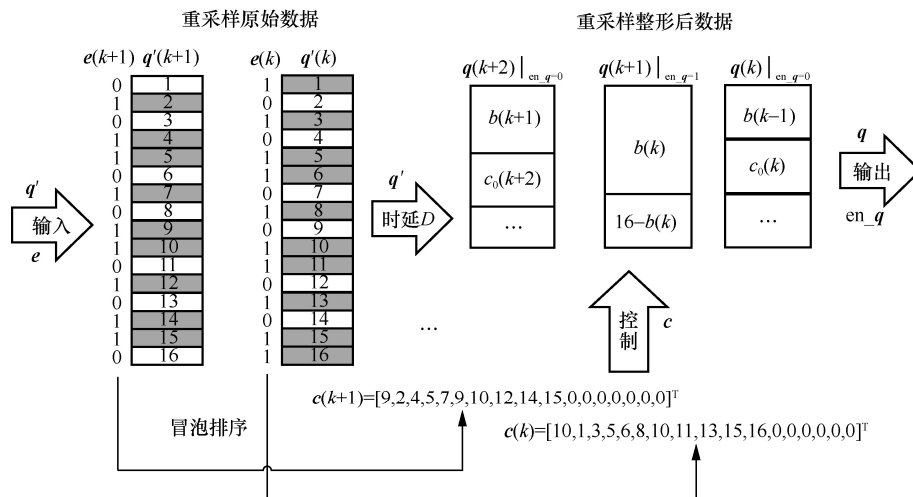 重采样原始数据
重采样整形后数据
e(k+1) q′(k+1) e(k) q′(k)
q(k+2)|en_q=0 q(k+1)|en_q=1 q(k)|en_q=0
0 1 1 1
1 2 0 2
0 3 1 3
1 4 0 4
1 5 1 5
0 6 1 6
1 7 0 7
0 8 1 8
1 9 0 9
1 10 1 10
0 11 1 11
1 12 0 12
0 13 1 13
1 14 0 14
1 15 1 15
0 16 1 16
q′
输入
e
q′
时延D
…
b(k+1)
c₀(k+2)
…
b(k)
16−b(k)
b(k−1)
c₀(k)
…
q
输出
en_q
控制
c
c(k+1)=[9,2,4,5,7,9,10,12,14,15,0,0,0,0,0,0,0]ᵀ
冒泡排序
c(k)=[10,1,3,5,6,8,10,11,13,15,16,0,0,0,0,0,0]ᵀ